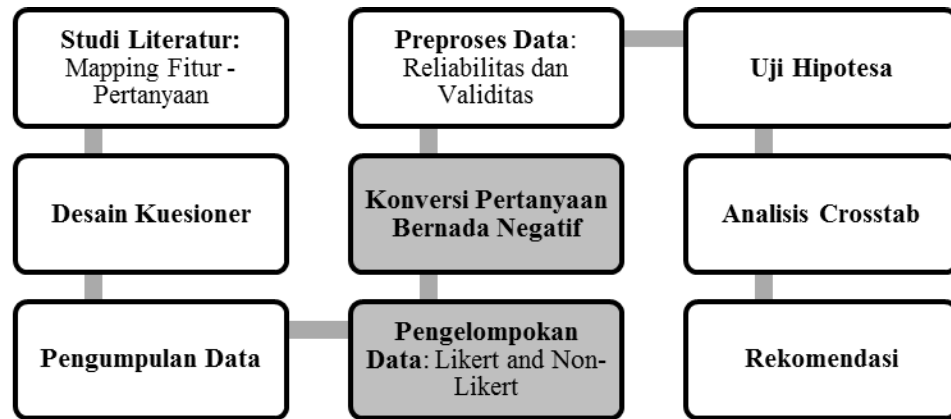 Studi Literatur:
Mapping Fitur -
Pertanyaan
Desain Kuesioner
Pengumpulan Data
Pengelompokan
Data: Likert and Non-
Likert
Konversi Pertanyaan
Bernada Negatif
Preproses Data:
Reliabilitas dan
Validitas
Uji Hipotesa
Analisis Crosstab
Rekomendasi